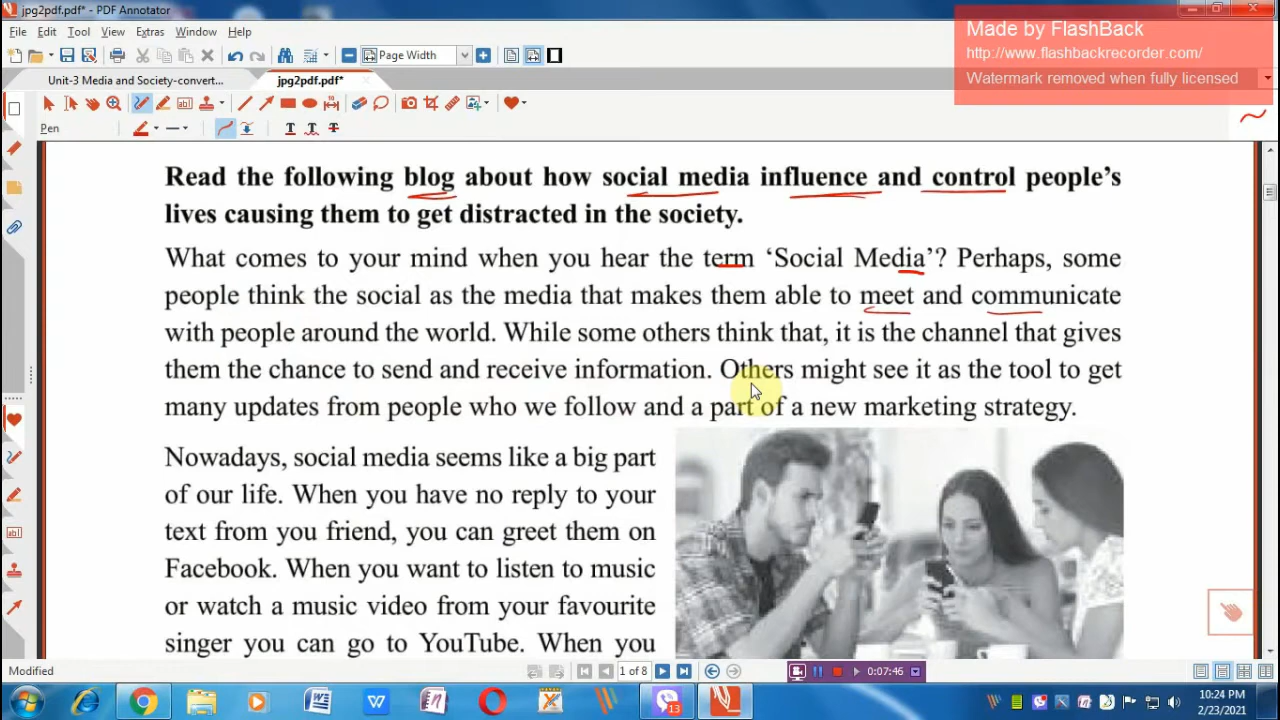 jpg2pdf.pdf* - PDF Annotator
File Edit View Tool Extras Window Help
Made by FlashBack
http://www.flashbackrecorder.com/
Watermark removed when fully licensed
Page Width
Unit-3 Media and Society-convert...
jpg2pdf.pdf*
Pen
Read the following blog about how social media influence and control people's
lives causing them to get distracted in the society.
What comes to your mind when you hear the term ‘Social Media’? Perhaps, some
people think the social as the media that makes them able to meet and communicate
with people around the world. While some others think that, it is the channel that gives
them the chance to send and receive information. Others might see it as the tool to get
many updates from people who we follow and a part of a new marketing strategy.
Nowadays, social media seems like a big part
of our life. When you have no reply to your
text from you friend, you can greet them on
Facebook. When you want to listen to music
or watch a music video from your favourite
singer you can go to YouTube. When you
Modified
1 of 8
0:07:46
13
10:24 PM
2/23/2021